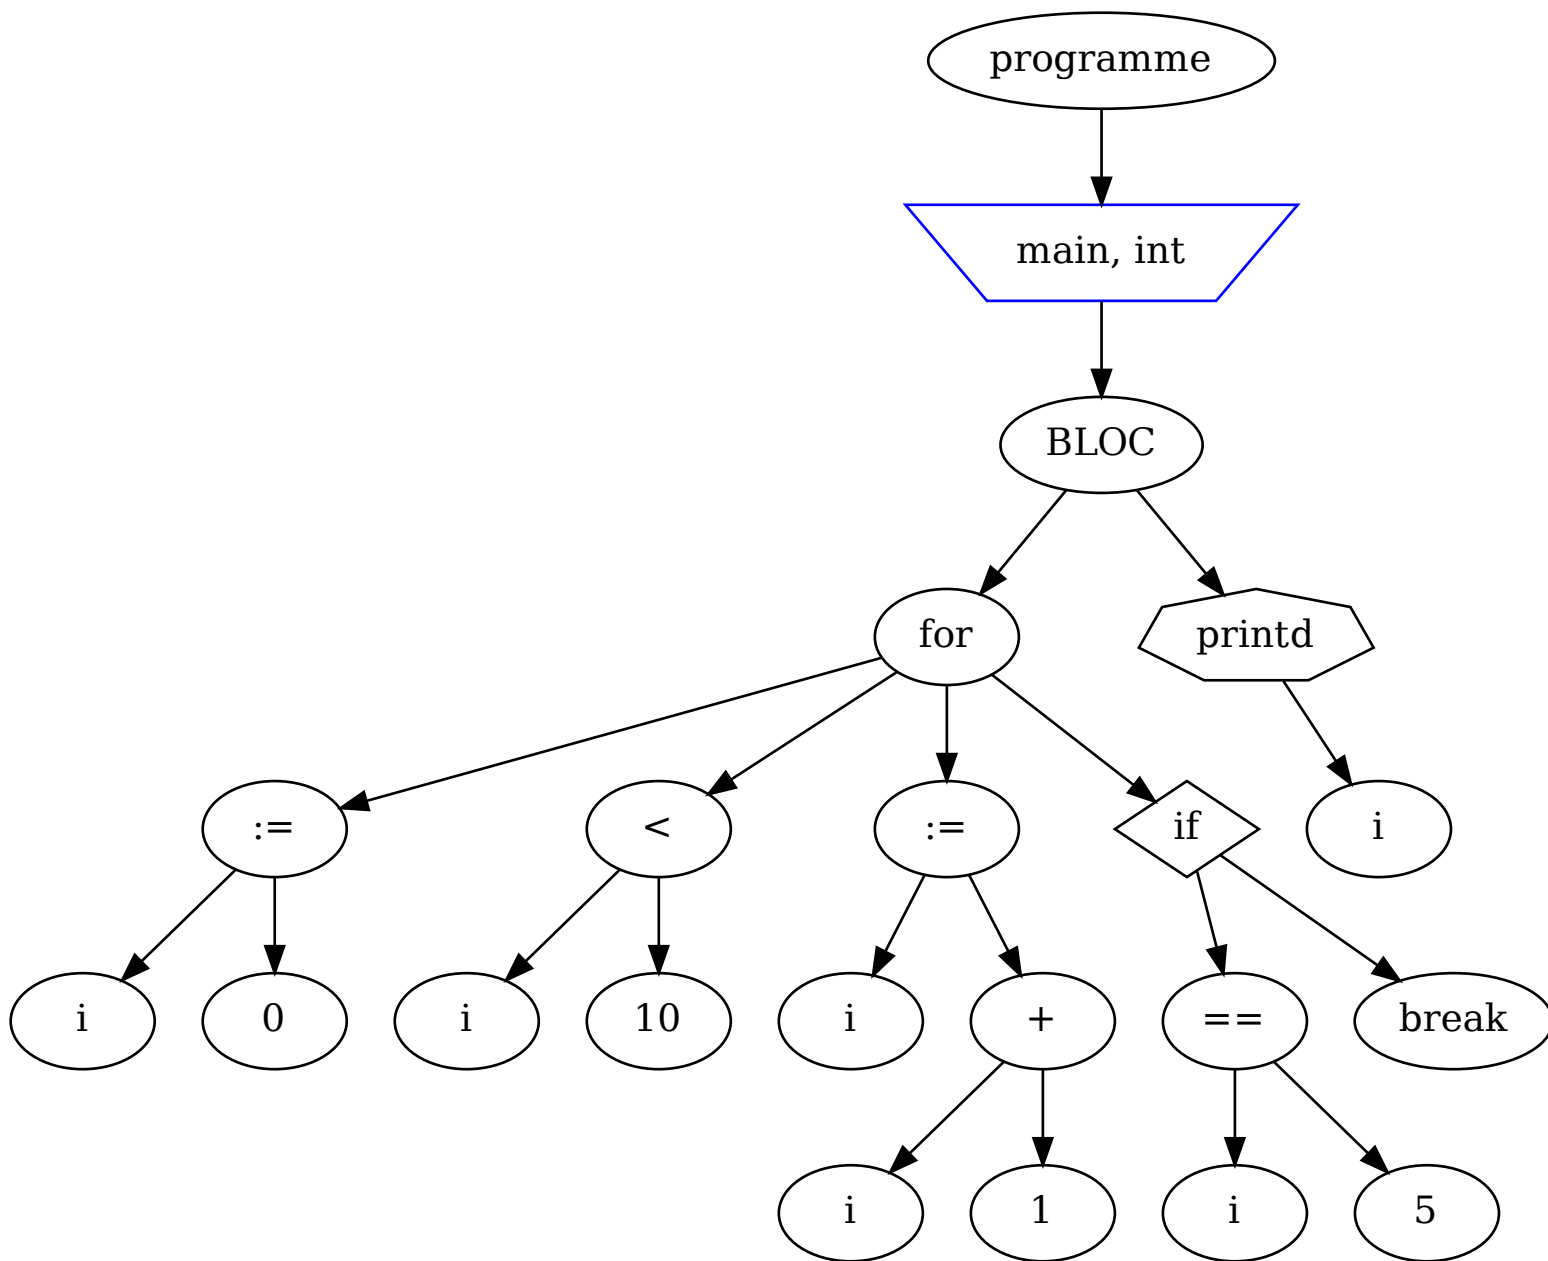 programme
main, int
BLOC
for
printd
:=
<
:=
if
i
i
0
i
10
i
+
==
break
i
1
i
5